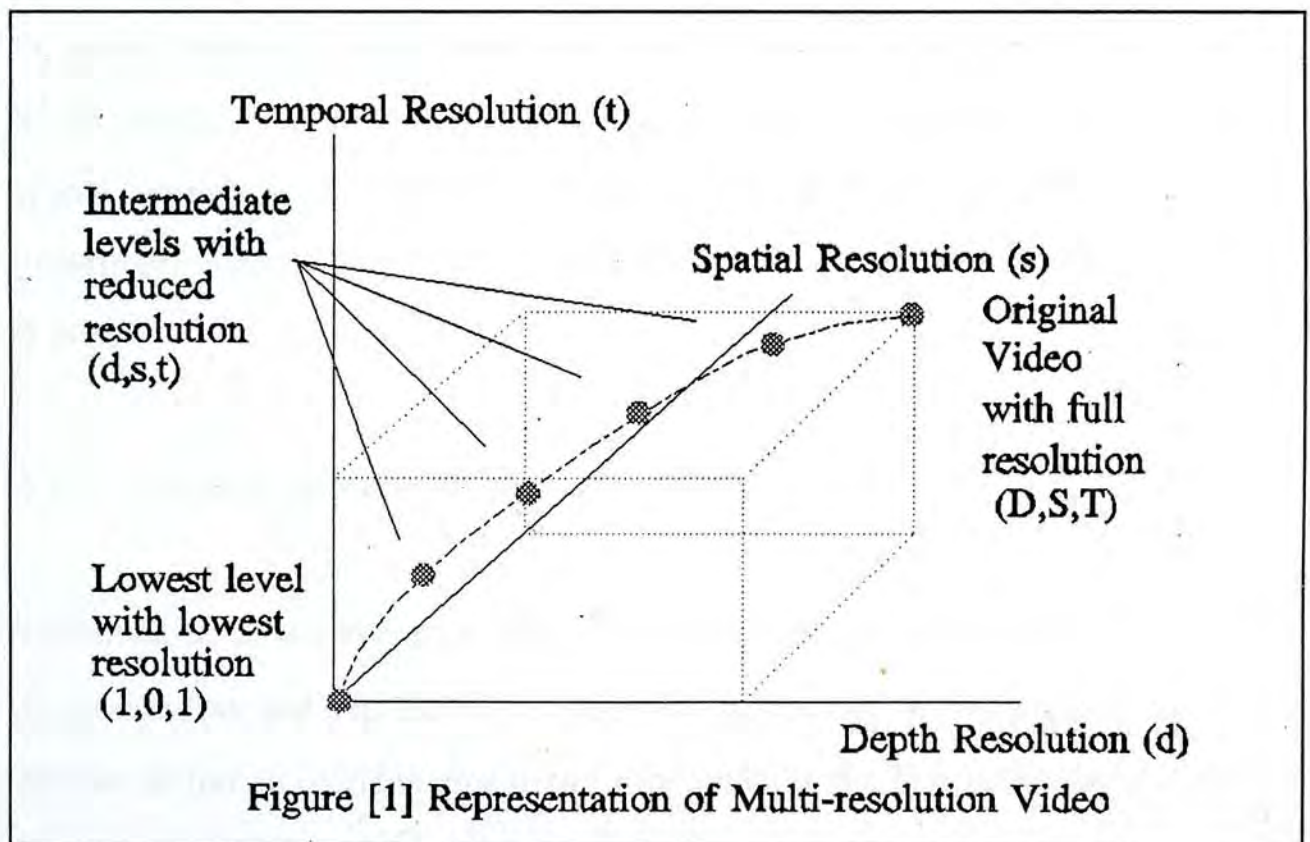 Temporal Resolution (t)
Intermediate
levels with
reduced
resolution
(d,s,t)
Spatial Resolution (s)
Original
Video
with full
resolution
(D,S,T)
Lowest level
with lowest
resolution
(1,0,1)
Depth Resolution (d)
Figure [1] Representation of Multi-resolution Video